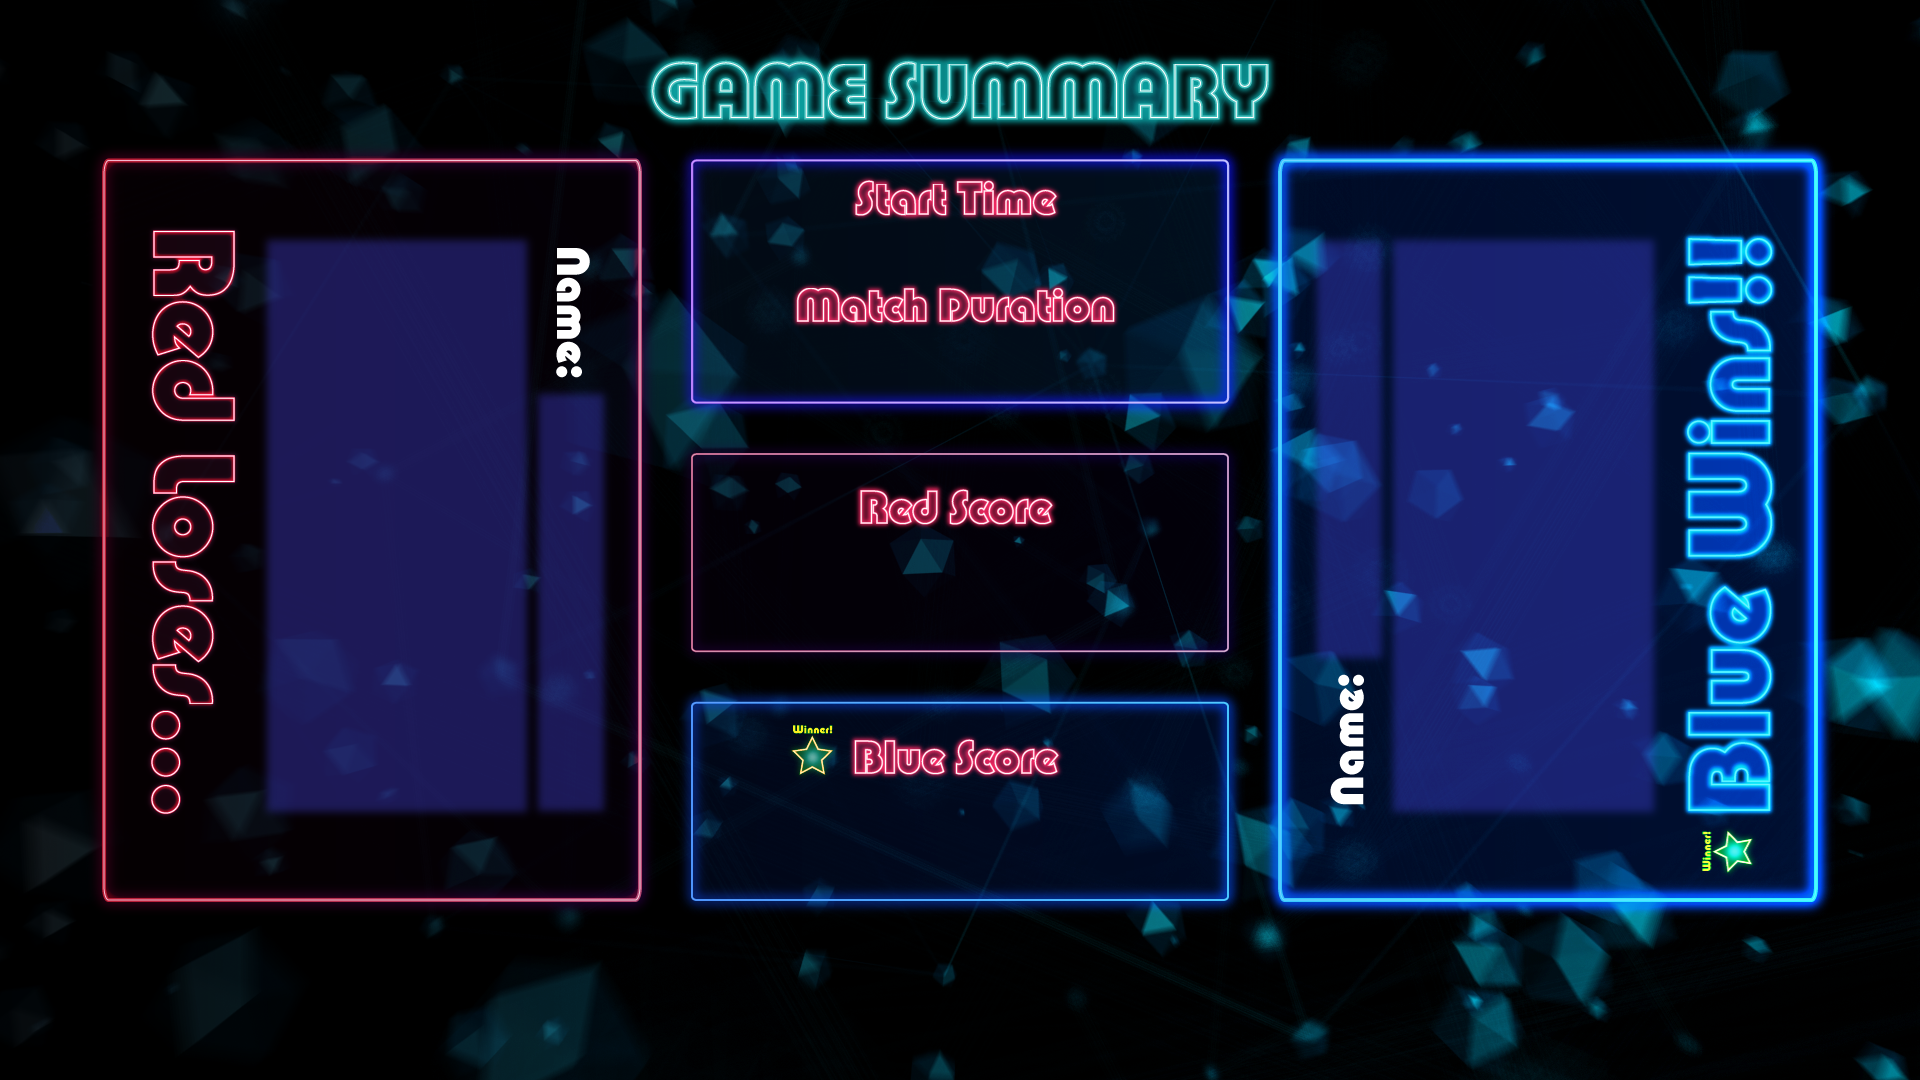 GAME SUMMARY
Red Loses...
Name:
Start Time
Match Duration
Red Score
Winner!
Blue Score
Name:
Blue Wins!!
Winner!